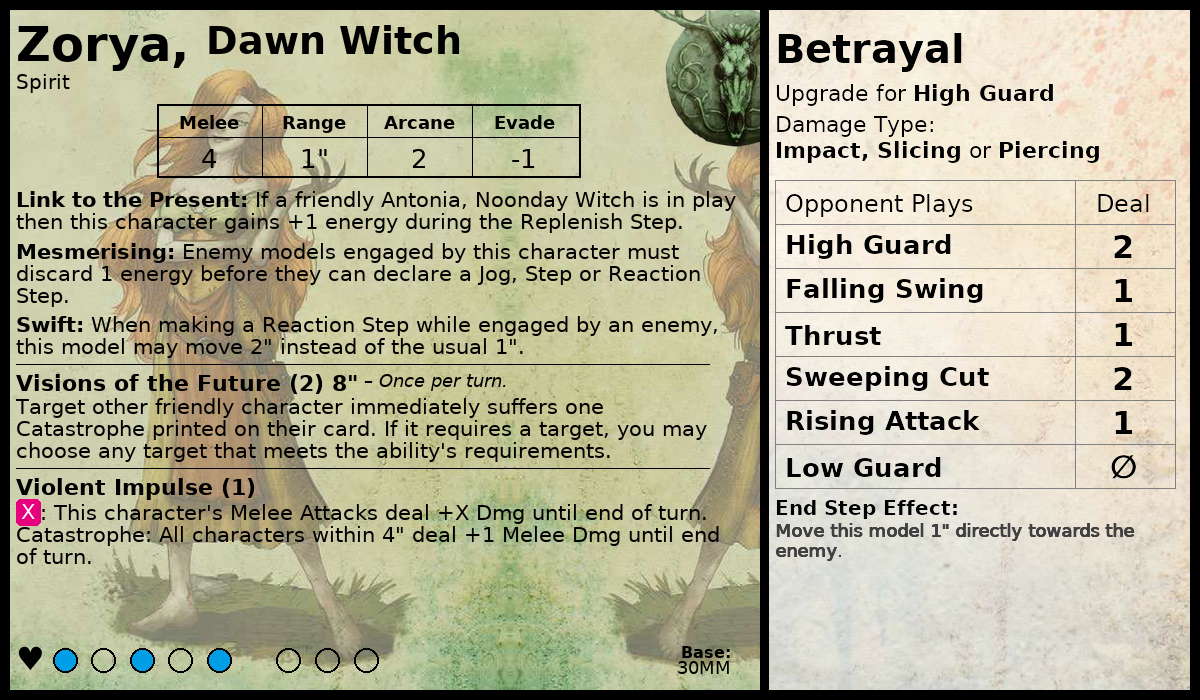 Zorya, Dawn Witch
Spirit
Melee Range Arcane Evade
4 1" 2 -1
Link to the Present: If a friendly Antonia, Noonday Witch is in play
then this character gains +1 energy during the Replenish Step.
Mesmerising: Enemy models engaged by this character must
discard 1 energy before they can declare a Jog, Step or Reaction
Step.
Swift: When making a Reaction Step while engaged by an enemy,
this model may move 2" instead of the usual 1".
Visions of the Future (2) 8" – Once per turn.
Target other friendly character immediately suffers one
Catastrophe printed on their card. If it requires a target, you may
choose any target that meets the ability's requirements.
Violent Impulse (1)
X: This character's Melee Attacks deal +X Dmg until end of turn.
Catastrophe: All characters within 4" deal +1 Melee Dmg until end
of turn.
Base:
30MM
Betrayal
Upgrade for High Guard
Damage Type:
Impact, Slicing or Piercing
Opponent Plays Deal
High Guard 2
Falling Swing 1
Thrust 1
Sweeping Cut 2
Rising Attack 1
Low Guard ∅
End Step Effect:
Move this model 1" directly towards the
enemy.